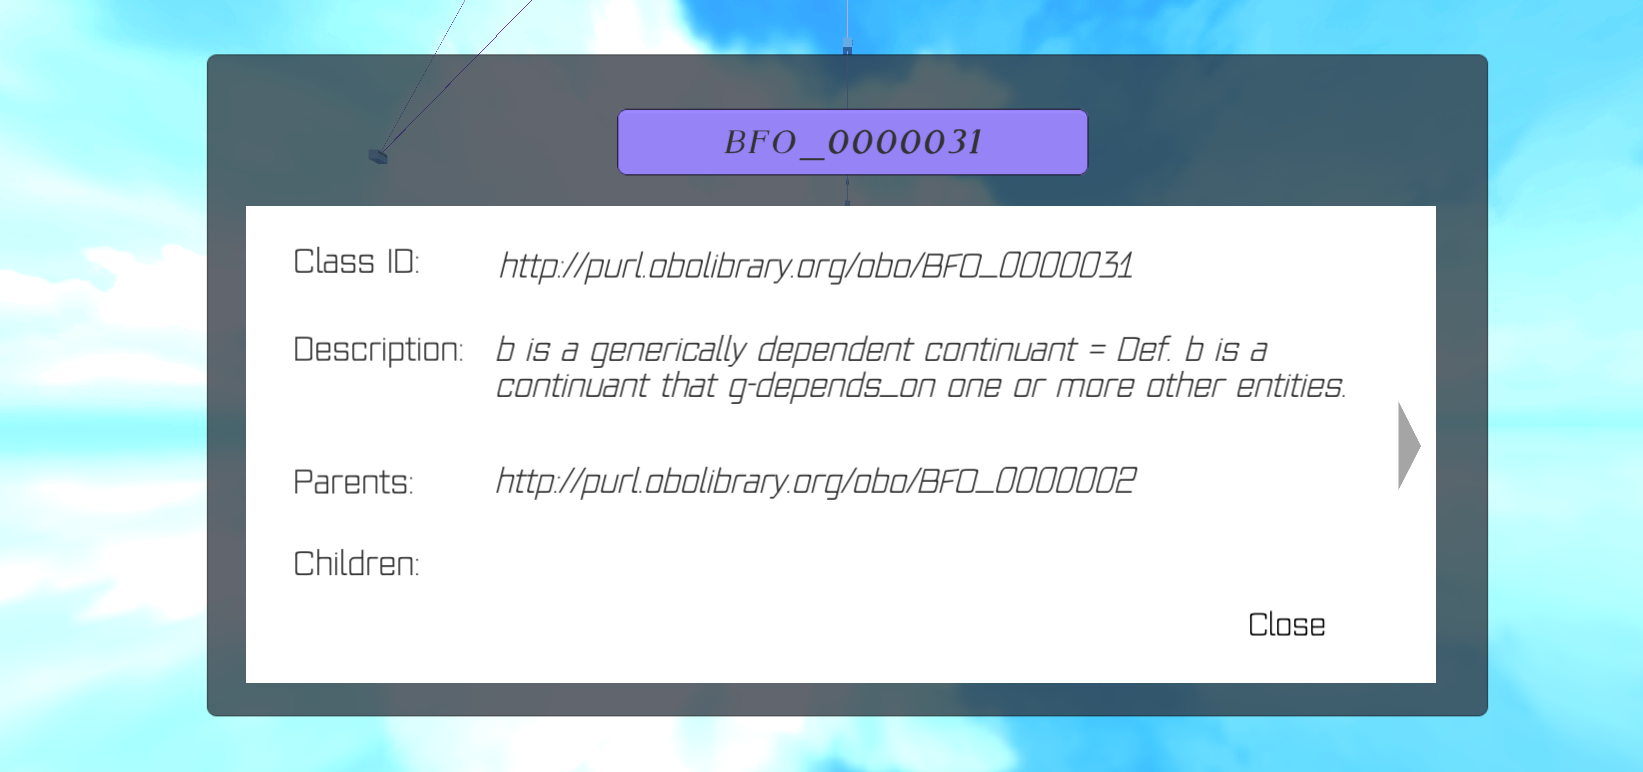 BFO_0000031
Class ID: http://purl.obolibrary.org/obo/BFO_0000031
Description: b is a generically dependent continuant = Def. b is a
continuant that g-depends_on one or more other entities.
Parents: http://purl.obolibrary.org/obo/BFO_0000002
Children:
Close